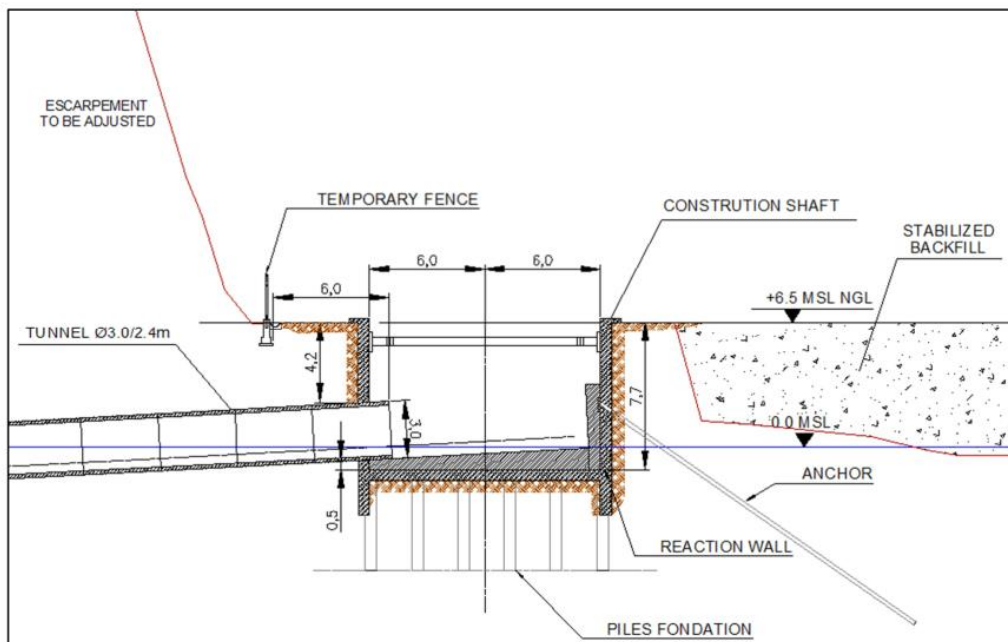 ESCARPEMENT
TO BE ADJUSTED
TEMPORARY FENCE
CONSTRUTION SHAFT
STABILIZED
BACKFILL
6,0
6,0
6,0
+6.5 MSL NGL
TUNNEL Ø3.0/2.4m
4,2
7,7
3,0
0.0 MSL
ANCHOR
0,5
REACTION WALL
PILES FONDATION